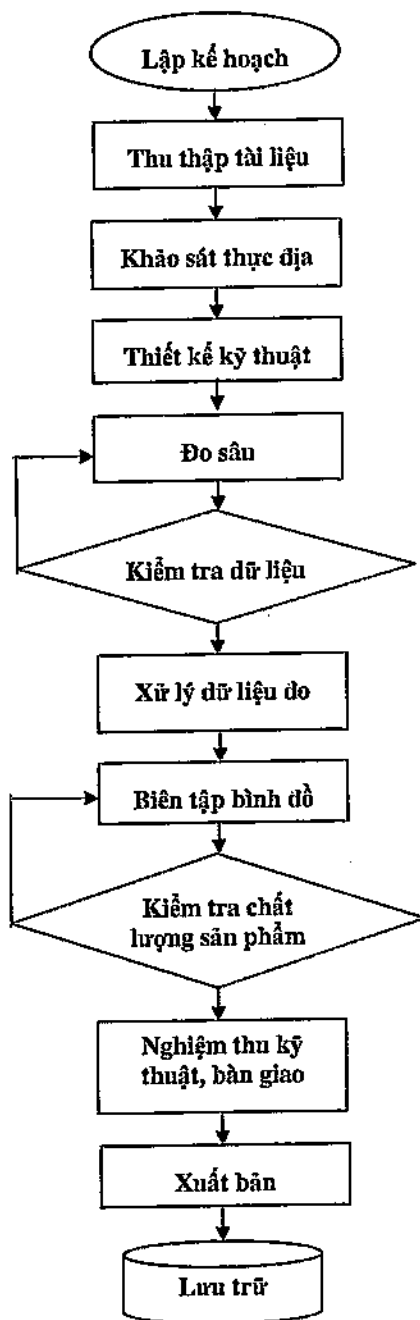 Lập kế hoạch
Thu thập tài liệu
Khảo sát thực địa
Thiết kế kỹ thuật
Đo sâu
Kiểm tra dữ liệu
Xử lý dữ liệu đo
Biên tập bình đồ
Kiểm tra chất
lượng sản phẩm
Nghiệm thu kỹ
thuật, bàn giao
Xuất bản
Lưu trữ